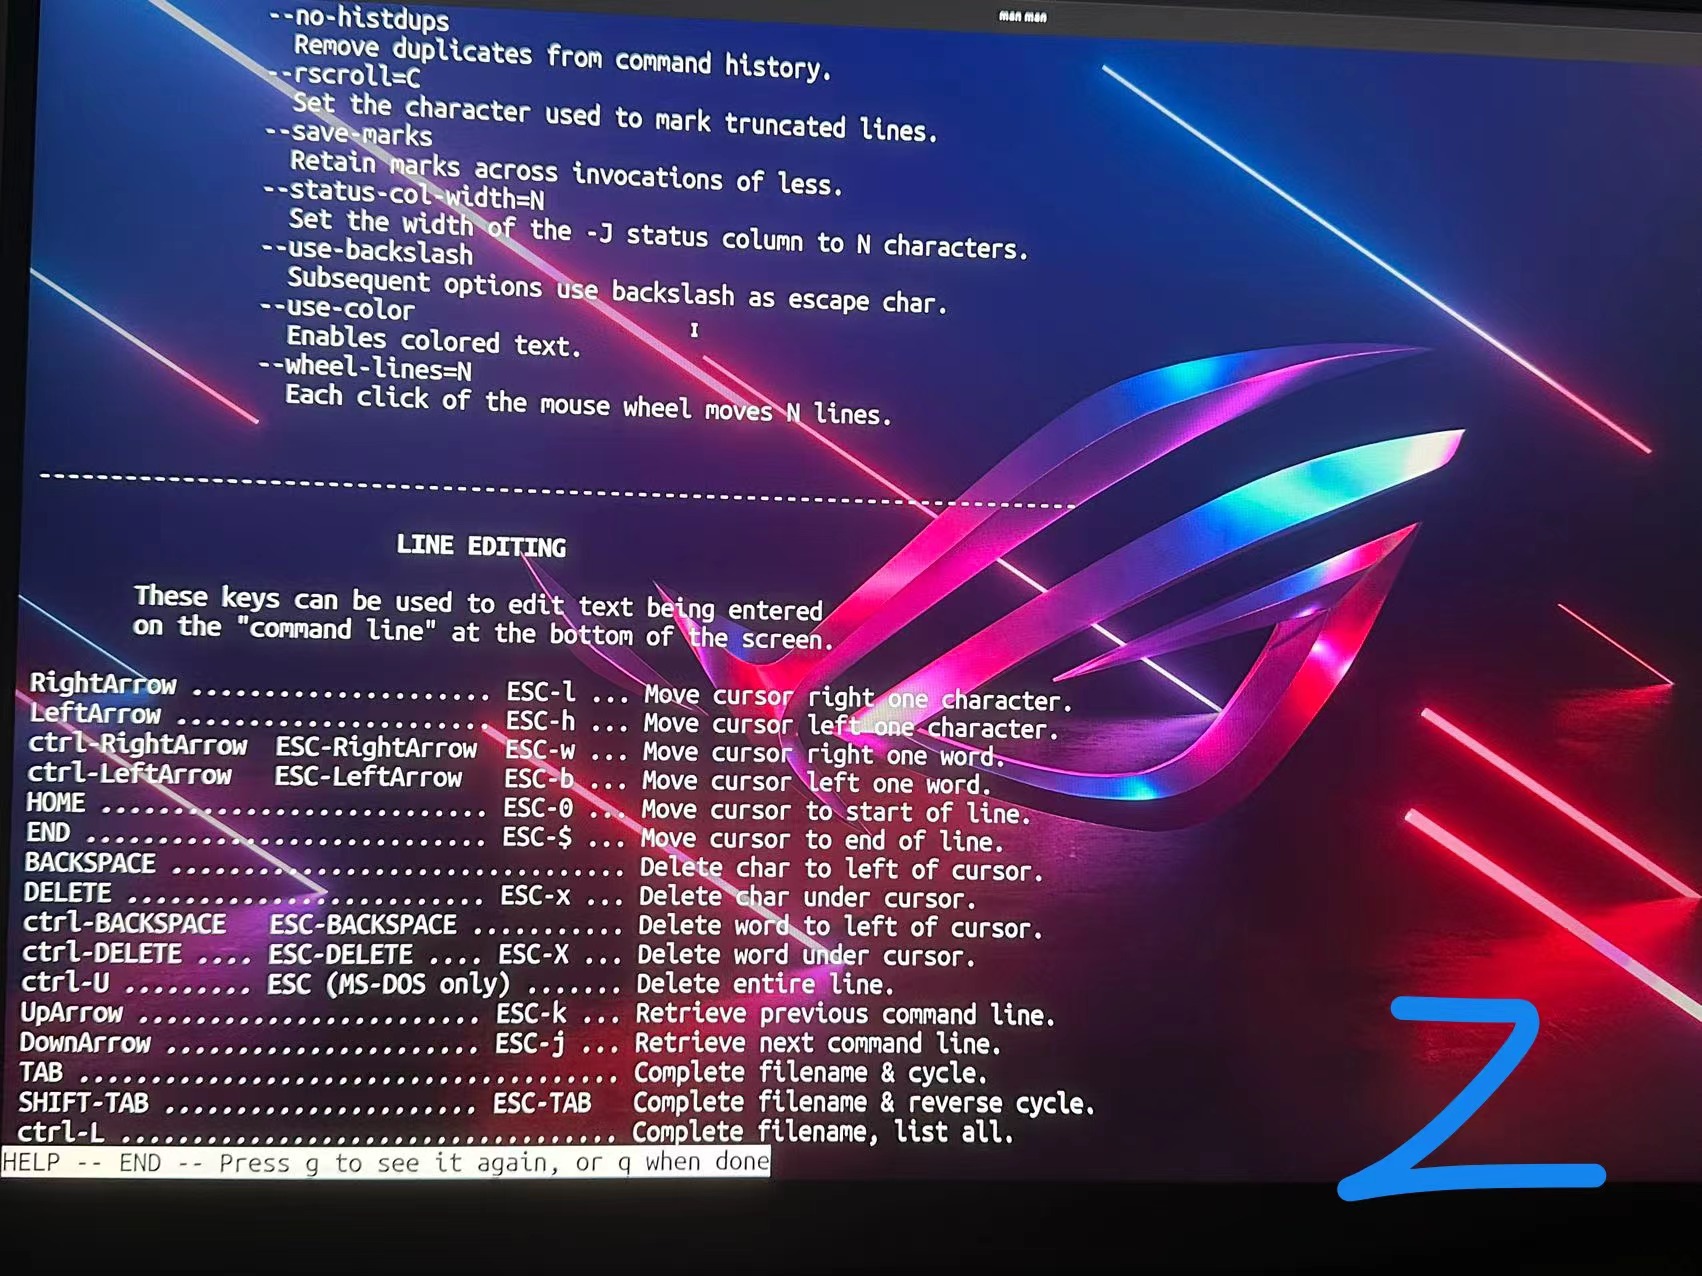 man man
--no-histdups
Remove duplicates from command history.
--rscroll=C
Set the character used to mark truncated lines.
--save-marks
Retain marks across invocations of less.
--status-col-width=N
Set the width of the -J status column to N characters.
--use-backslash
Subsequent options use backslash as escape char.
--use-color
Enables colored text.
--wheel-lines=N
Each click of the mouse wheel moves N lines.
---------------------------------------------------------------------------
LINE EDITING
These keys can be used to edit text being entered
on the "command line" at the bottom of the screen.
RightArrow ..................... ESC-l ... Move cursor right one character.
LeftArrow ...................... ESC-h ... Move cursor left one character.
ctrl-RightArrow  ESC-RightArrow  ESC-w ... Move cursor right one word.
ctrl-LeftArrow   ESC-LeftArrow   ESC-b ... Move cursor left one word.
HOME ........................... ESC-0 ... Move cursor to start of line.
END ............................ ESC-$ ... Move cursor to end of line.
BACKSPACE ................................ Delete char to left of cursor.
DELETE ......................... ESC-x ... Delete char under cursor.
ctrl-BACKSPACE   ESC-BACKSPACE ........... Delete word to left of cursor.
ctrl-DELETE .... ESC-DELETE .... ESC-X ... Delete word under cursor.
ctrl-U ......... ESC (MS-DOS only) ....... Delete entire line.
UpArrow ........................ ESC-k ... Retrieve previous command line.
DownArrow ...................... ESC-j ... Retrieve next command line.
TAB ...................................... Complete filename & cycle.
SHIFT-TAB ...................... ESC-TAB   Complete filename & reverse cycle.
ctrl-L ................................... Complete filename, list all.
HELP -- END -- Press g to see it again, or q when done
2